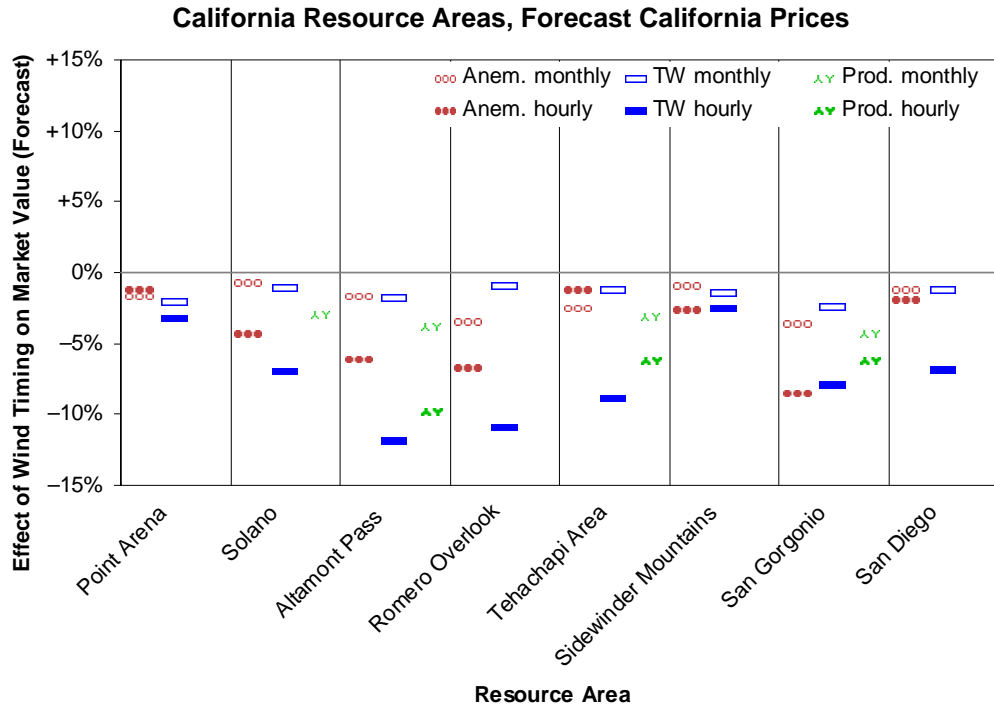 California Resource Areas, Forecast California Prices
Effect of Wind Timing on Market Value (Forecast)
+15%
+10%
+5%
0%
−5%
−10%
−15%
Anem. monthly
TW monthly
Prod. monthly
Anem. hourly
TW hourly
Prod. hourly
Point Arena
Solano
Altamont Pass
Romero Overlook
Tehachapi Area
Sidewinder Mountains
San Gorgonio
San Diego
Resource Area